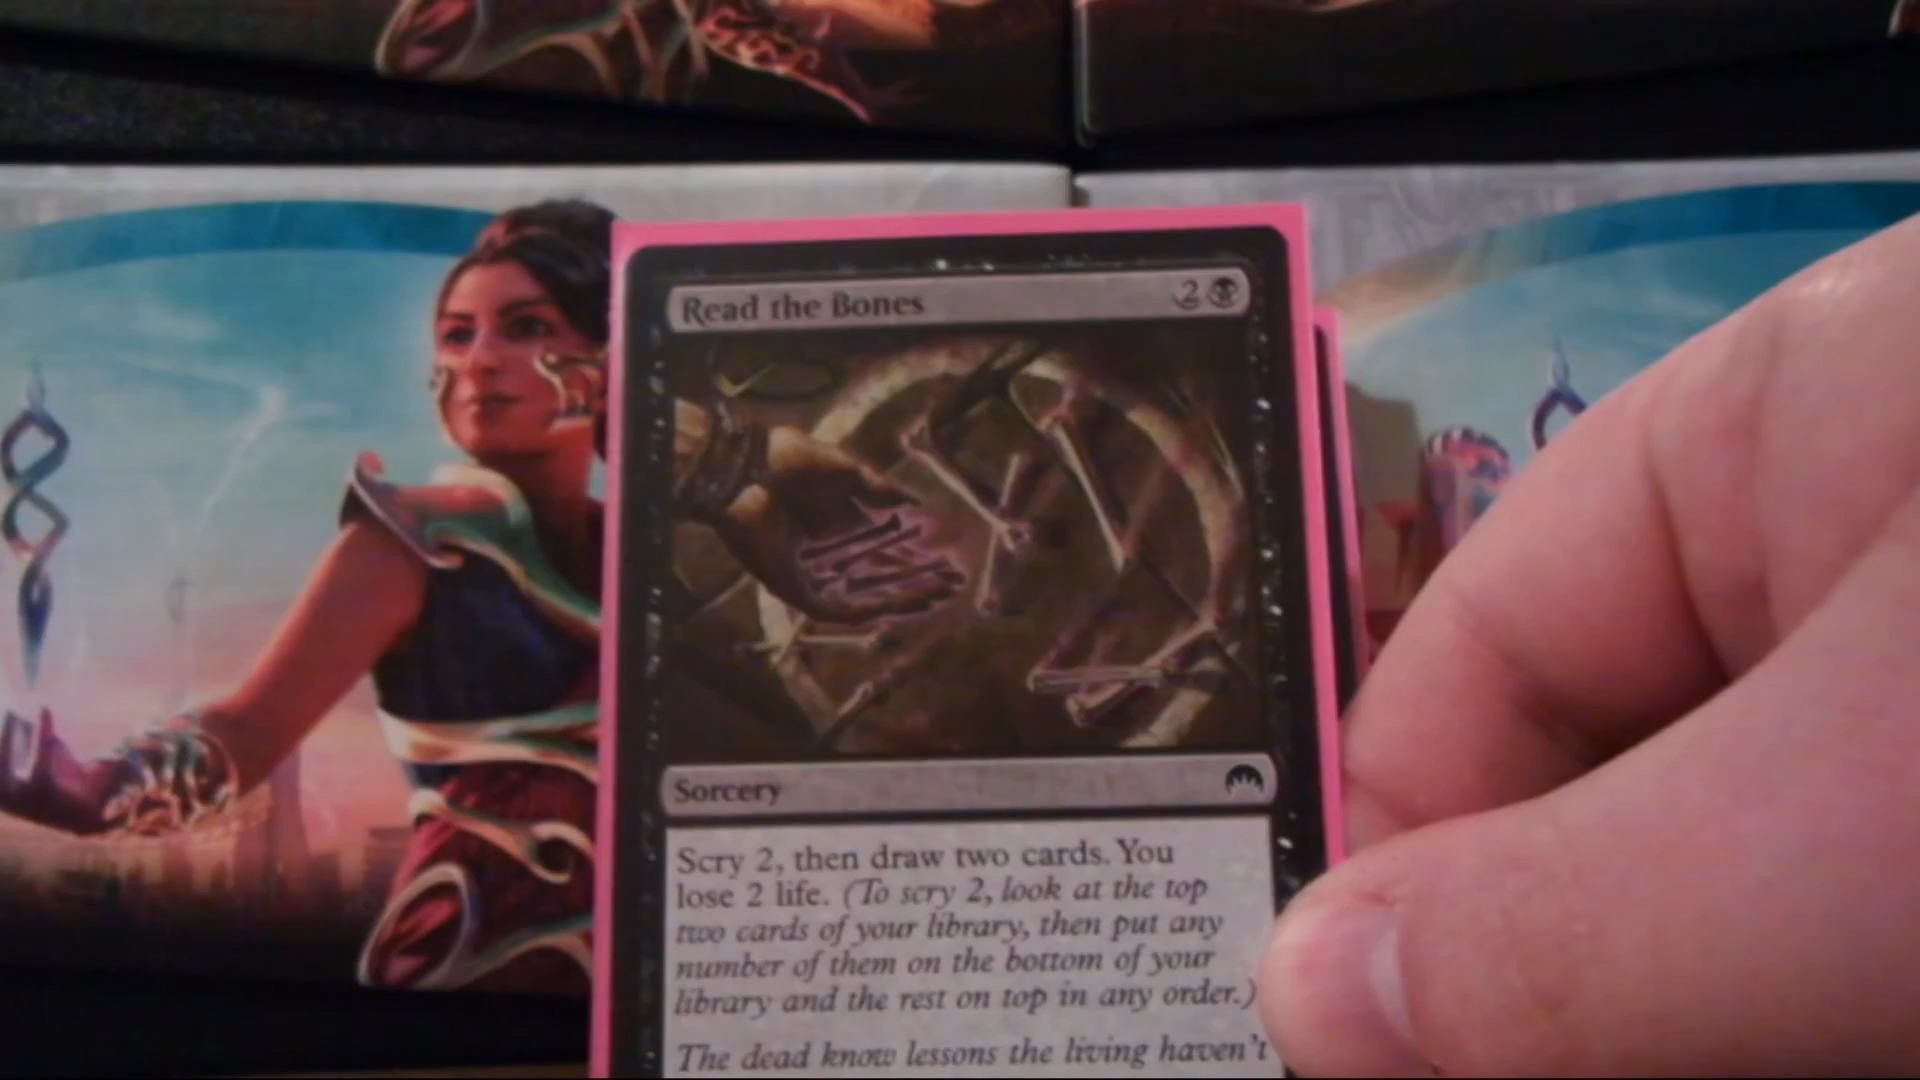 Read the Bones 2
Sorcery
Scry 2, then draw two cards. You
lose 2 life. (To scry 2, look at the top
two cards of your library, then put any
number of them on the bottom of your
library and the rest on top in any order.)
The dead know lessons the living haven't